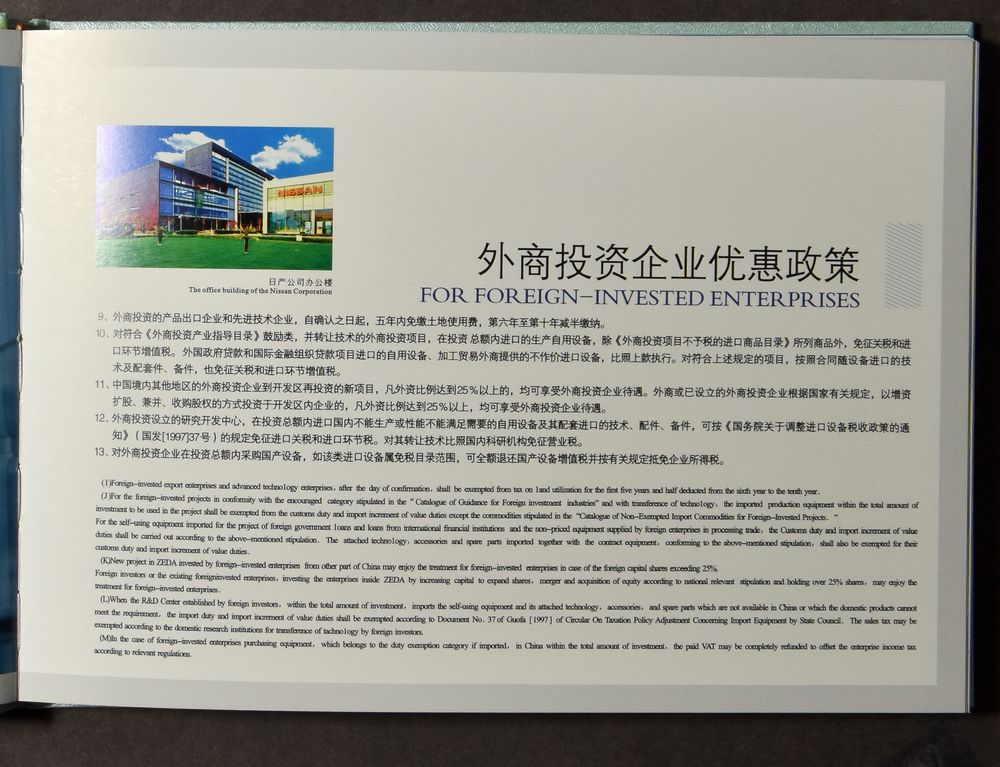 NISSAN
日产公司办公楼
The office building of the Nissan Corporation
外商投资企业优惠政策
FOR FOREIGN-INVESTED ENTERPRISES
9、外商投资的产品出口企业和先进技术企业，自确认之日起，五年内免缴土地使用费，第六年至第十年减半缴纳。
10、对符合《外商投资产业指导目录》鼓励类，并转让技术的外商投资项目，在投资总额内进口的生产自用设备，除《外商投资项目不予税的进口商品目录》所列商品外，免征关税和进
口环节增值税。外国政府贷款和国际金融组织贷款项目进口的自用设备、加工贸易外商提供的不作价进口设备，比照上款执行。对符合上述规定的项目，按照合同随设备进口的技
术及配套件、备件，也免征关税和进口环节增值税。
11、中国境内其他地区的外商投资企业到开发区再投资的新项目，凡外资比例达到25%以上的，均可享受外商投资企业待遇。外商或已设立的外商投资企业根据国家有关规定，以增资
扩股、兼并、收购股权的方式投资于开发区内企业的，凡外资比例达到25%以上，均可享受外商投资企业待遇。
12、外商投资设立的研究开发中心，在投资总额内进口国内不能生产或性能不能满足需要的自用设备及其配套进口的技术、配件、备件，可按《国务院关于调整进口设备税收政策的通
知》（国发[1997]37号）的规定免征进口关税和进口环节税。对其转让技术比照国内科研机构免征营业税。
13、对外商投资企业在投资总额内采购国产设备，如该类进口设备属免税目录范围，可全额退还国产设备增值税并按有关规定抵免企业所得税。
(I)Foreign-invested export enterprises and advanced technology enterprises, after the day of confirmation, shall be exempted from tax on land utilization for the first five years and half deducted from the sixth year to the tenth year.
(J)For the foreign-invested projects in conformity with the encouraged category stipulated in the " Catalogue of Guidance for Foreign investment industries" and with transference of technology, the imported production equipment within the total amount of
investment to be used in the project shall be exempted from the customs duty and import increment of value duties except the commodities stipulated in the "Catalogue of Non-Exempted Import Commodities for Foreign-Invested Projects. "
For the self-using equipment imported for the project of foreign government loans and loans from international financial institutions and the non-priced equipment supplied by foreign enterprises in processing trade, the Customs duty and import increment of value
duties shall be carried out according to the above-mentioned stipulation. The attached technology, accessories and spare parts imported together with the contract equipment, conforming to the above-mentioned stipulation, shall also be exempted for their
customs duty and import increment of value duties.
(K)New project in ZEDA invested by foreign-invested enterprises from other part of China may enjoy the treatment for foreign-invested enterprises in case of the foreign capital shares exceeding 25%.
Foreign investors or the existing foreigninvested enterprises, investing the enterprises inside ZEDA by increasing capital to expand shares, merger and acquisition of equity according to national relevant stipulation and holding over 25% shares, may enjoy the
treatment for foreign-invested enterprises.
(L)When the R&D Center established by foreign investors, within the total amount of investment, imports the self-using equipment and its attached technology, accessories, and spare parts which are not available in China or which the domestic products cannot
meet the requirement, the import duty and import increment of value duties shall be exempted according to Document No. 37 of Guofa [1997] of Circular On Taxation Policy Adjustment Concerning Import Equipment by State Council. The sales tax may be
exempted according to the domestic research institutions for transference of technology by foreign investors.
(M)In the case of foreign-invested enterprises purchasing equipment, which belongs to the duty exemption category if imported, in China within the total amount of investment, the paid VAT may be completely refunded to offset the enterprise income tax
according to relevant regulations.